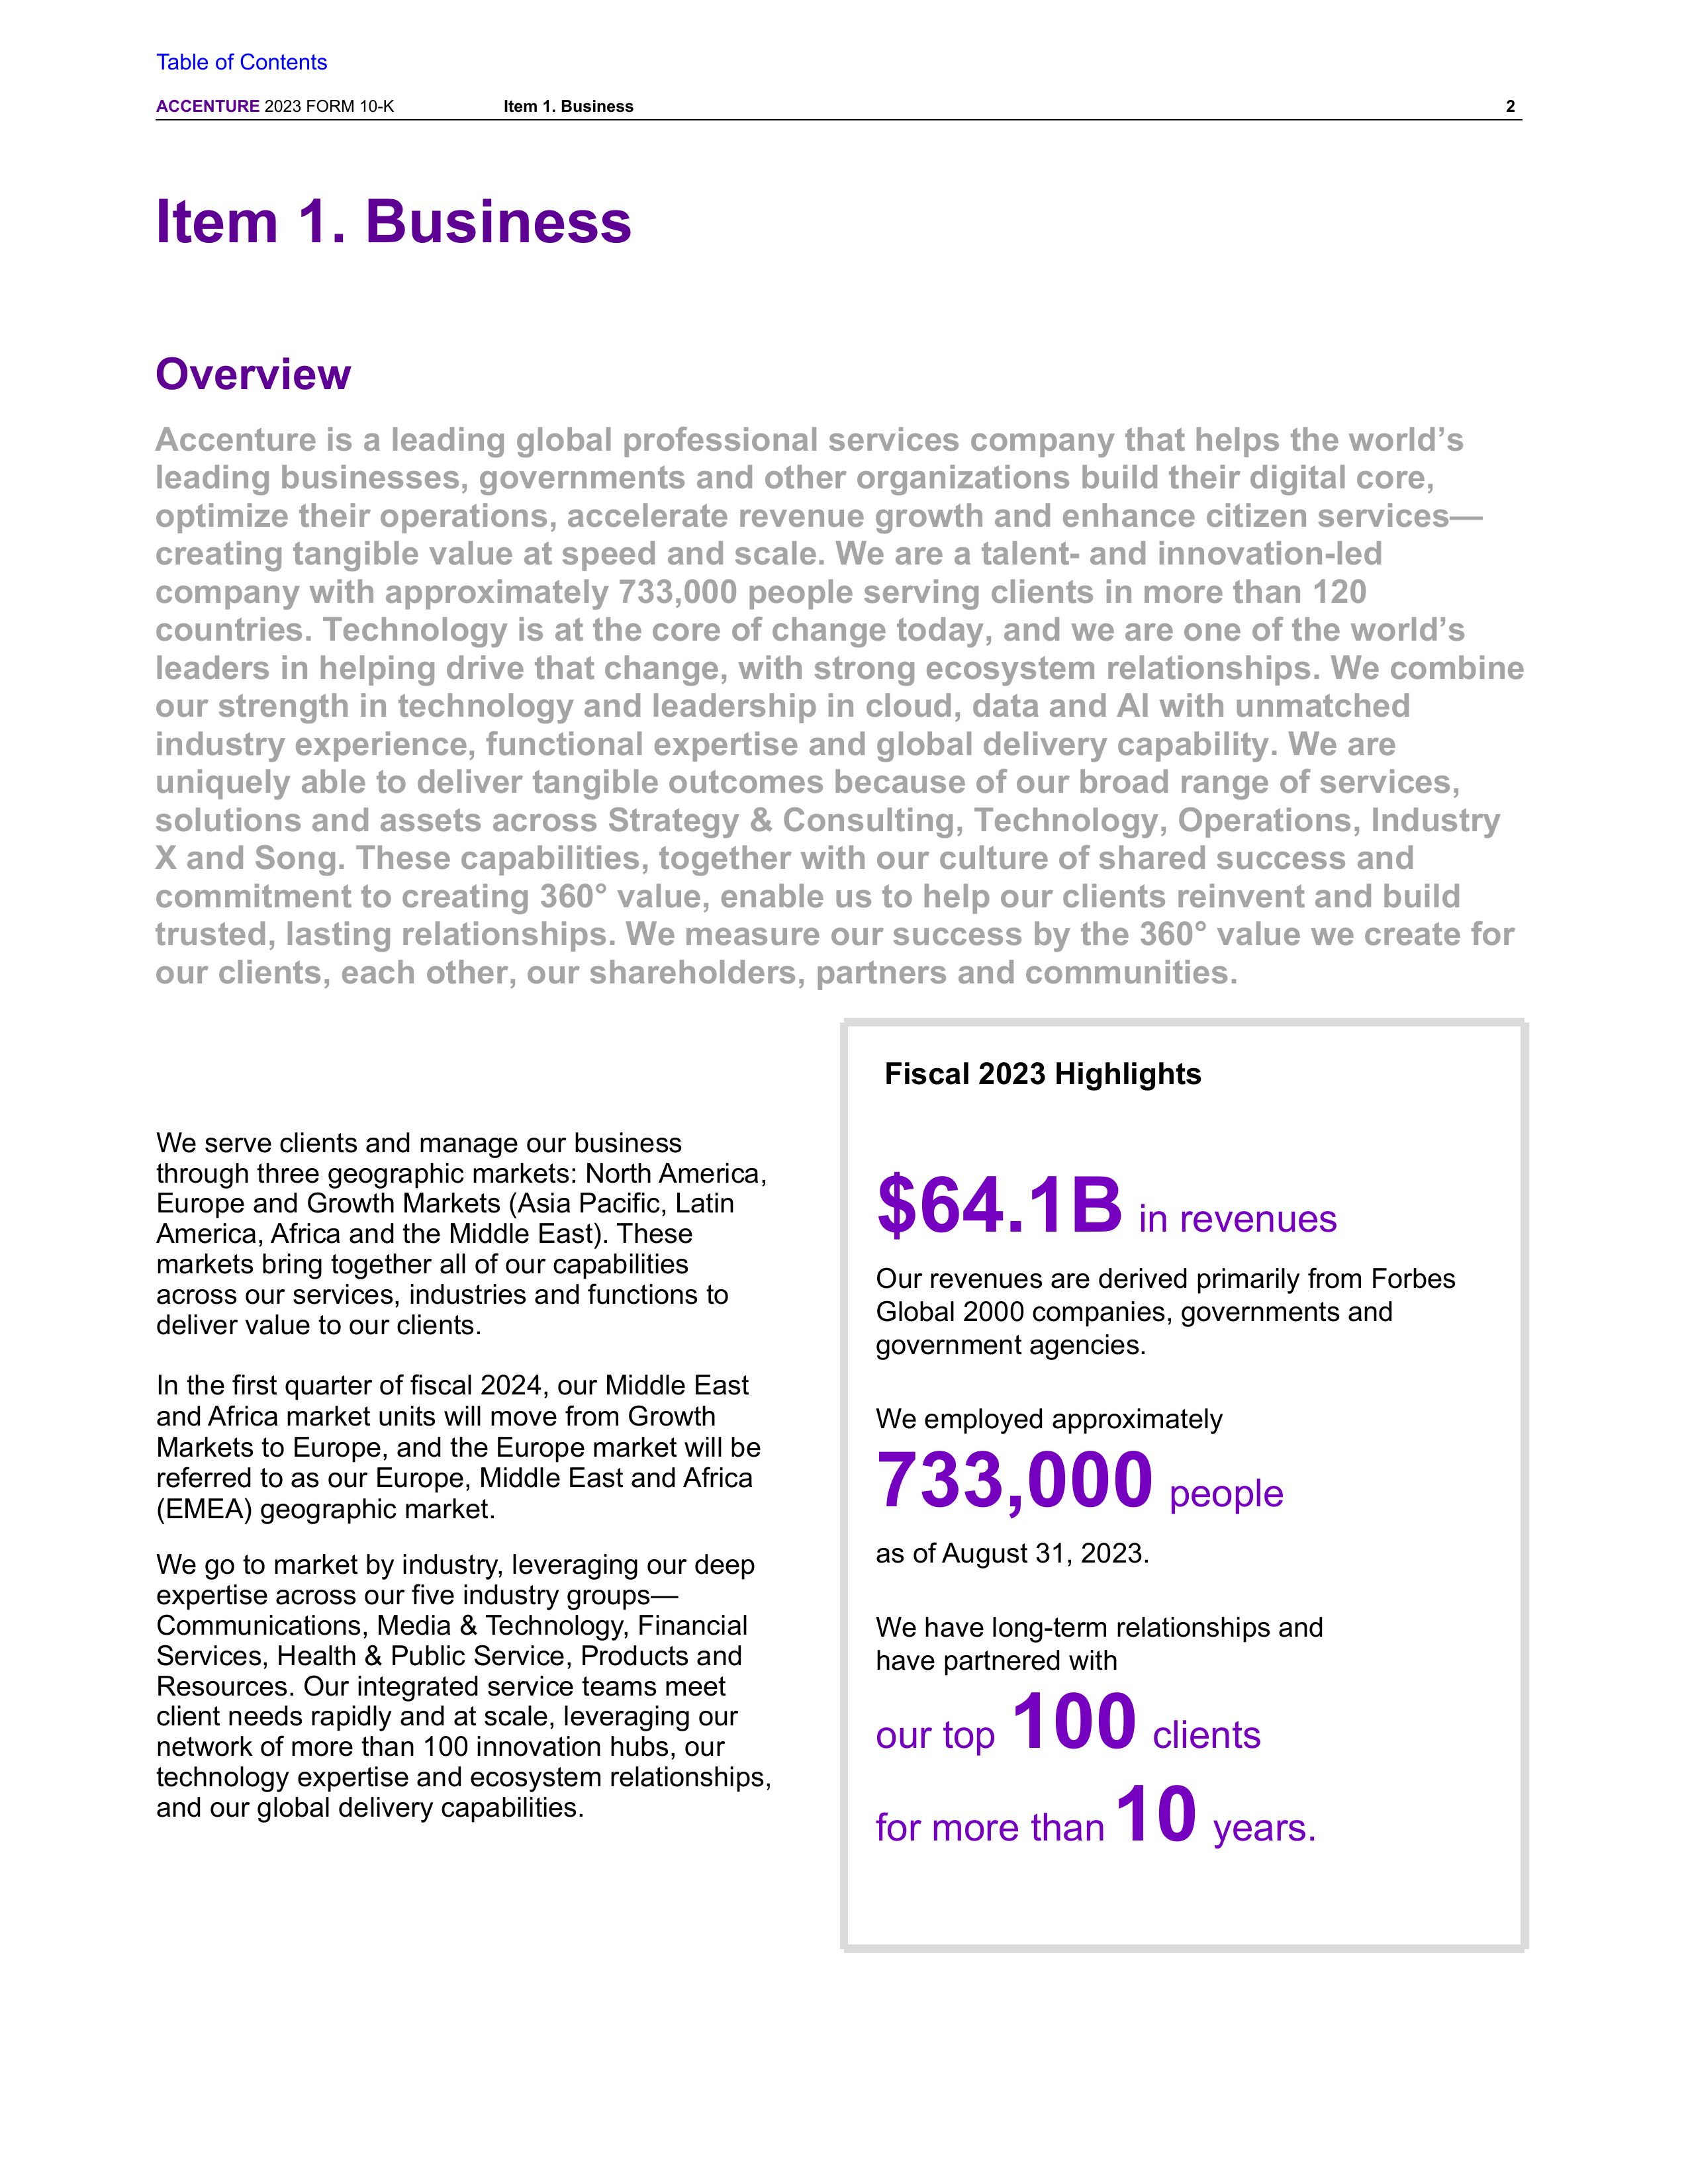 Table of Contents
ACCENTURE 2023 FORM 10-K Item 1. Business 2
Item 1. Business
Overview
Accenture is a leading global professional services company that helps the world’s
leading businesses, governments and other organizations build their digital core,
optimize their operations, accelerate revenue growth and enhance citizen services—
creating tangible value at speed and scale. We are a talent- and innovation-led
company with approximately 733,000 people serving clients in more than 120
countries. Technology is at the core of change today, and we are one of the world’s
leaders in helping drive that change, with strong ecosystem relationships. We combine
our strength in technology and leadership in cloud, data and AI with unmatched
industry experience, functional expertise and global delivery capability. We are
uniquely able to deliver tangible outcomes because of our broad range of services,
solutions and assets across Strategy & Consulting, Technology, Operations, Industry
X and Song. These capabilities, together with our culture of shared success and
commitment to creating 360° value, enable us to help our clients reinvent and build
trusted, lasting relationships. We measure our success by the 360° value we create for
our clients, each other, our shareholders, partners and communities.
We serve clients and manage our business
through three geographic markets: North America,
Europe and Growth Markets (Asia Pacific, Latin
America, Africa and the Middle East). These
markets bring together all of our capabilities
across our services, industries and functions to
deliver value to our clients.
In the first quarter of fiscal 2024, our Middle East
and Africa market units will move from Growth
Markets to Europe, and the Europe market will be
referred to as our Europe, Middle East and Africa
(EMEA) geographic market.
We go to market by industry, leveraging our deep
expertise across our five industry groups—
Communications, Media & Technology, Financial
Services, Health & Public Service, Products and
Resources. Our integrated service teams meet
client needs rapidly and at scale, leveraging our
network of more than 100 innovation hubs, our
technology expertise and ecosystem relationships,
and our global delivery capabilities.
Fiscal 2023 Highlights
$64.1B in revenues
Our revenues are derived primarily from Forbes
Global 2000 companies, governments and
government agencies.
We employed approximately
733,000 people
as of August 31, 2023.
We have long-term relationships and
have partnered with
our top 100 clients
for more than 10 years.